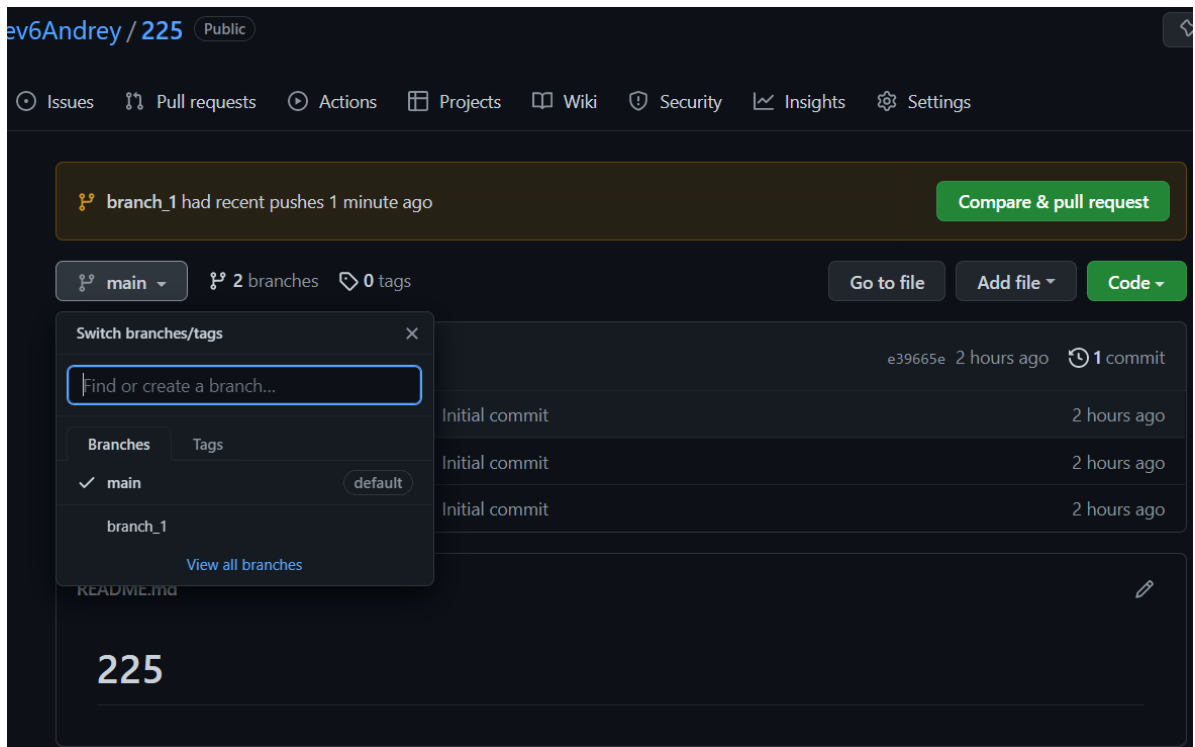 ev6Andrey / 225 Public
Issues Pull requests Actions Projects Wiki Security Insights Settings
branch_1 had recent pushes 1 minute ago Compare & pull request
main 2 branches 0 tags Go to file Add file Code
Switch branches/tags
e39665e 2 hours ago 1 commit
Find or create a branch...
Initial commit 2 hours ago
Branches Tags
Initial commit 2 hours ago
main default
Initial commit 2 hours ago
branch_1
View all branches
README.md
225